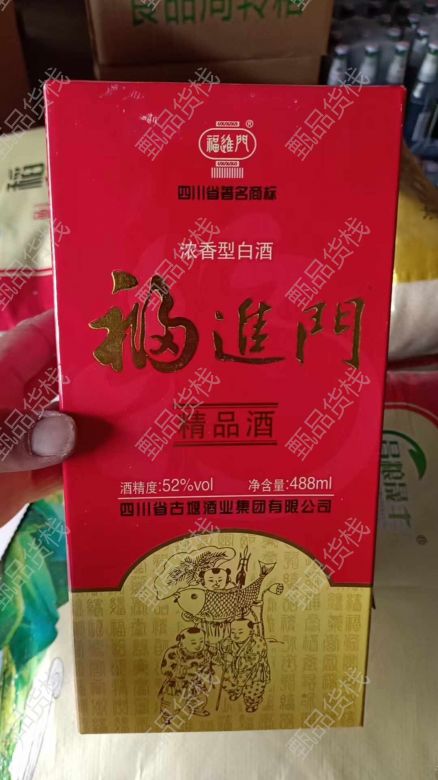 福進門
®
四川省著名商标
浓香型白酒
福進門
精品酒
酒精度:52%vol 净含量:488ml
四川省古堰酒业集团有限公司
甄品货栈